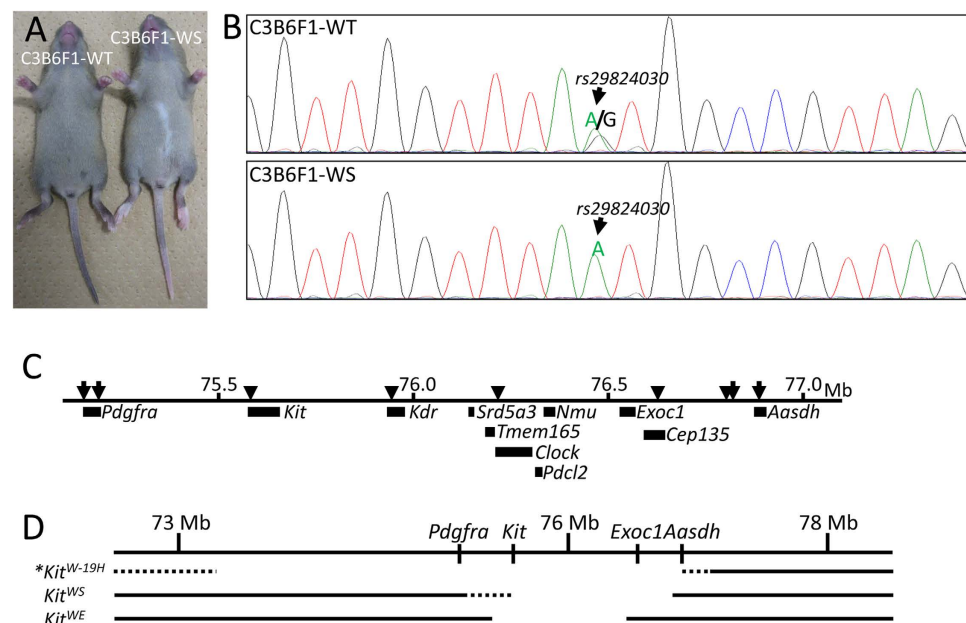 A
C3B6F1-WT
C3B6F1-WS
B
C3B6F1-WT
rs29824030
A/G
C3B6F1-WS
rs29824030
A
C
75.5 76.0 76.5 77.0 Mb
Pdgfra Kit Kdr Srd5a3 Nmu Exoc1 Aasdh
Tmem165 Cep135
Clock
Pdcl2
D
73 Mb Pdgfra Kit 76 Mb Exoc1 Aasdh 78 Mb
*Kit^W-19H
Kit^WS
Kit^WE